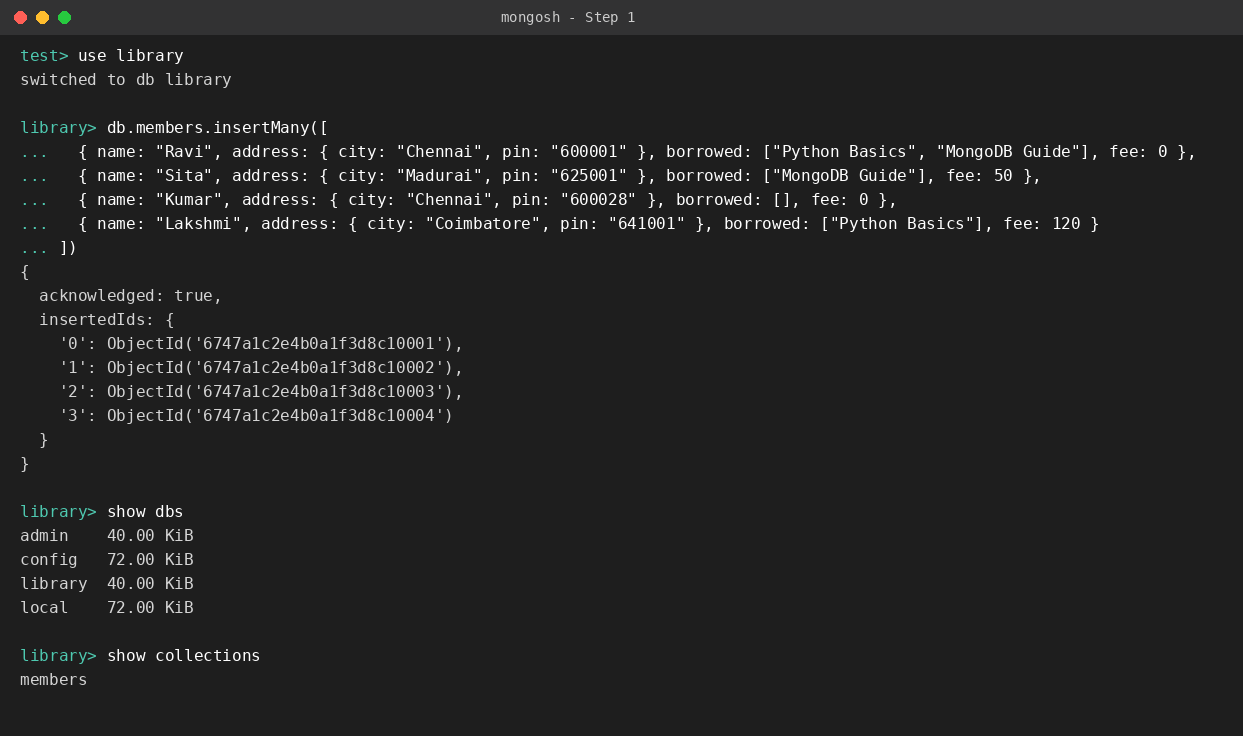 mongosh - Step 1
test> use library
switched to db library
library> db.members.insertMany([
...   { name: "Ravi", address: { city: "Chennai", pin: "600001" }, borrowed: ["Python Basics", "MongoDB Guide"], fee: 0 },
...   { name: "Sita", address: { city: "Madurai", pin: "625001" }, borrowed: ["MongoDB Guide"], fee: 50 },
...   { name: "Kumar", address: { city: "Chennai", pin: "600028" }, borrowed: [], fee: 0 },
...   { name: "Lakshmi", address: { city: "Coimbatore", pin: "641001" }, borrowed: ["Python Basics"], fee: 120 }
... ])
{
  acknowledged: true,
  insertedIds: {
    '0': ObjectId('6747a1c2e4b0a1f3d8c10001'),
    '1': ObjectId('6747a1c2e4b0a1f3d8c10002'),
    '2': ObjectId('6747a1c2e4b0a1f3d8c10003'),
    '3': ObjectId('6747a1c2e4b0a1f3d8c10004')
  }
}
library> show dbs
admin    40.00 KiB
config   72.00 KiB
library  40.00 KiB
local    72.00 KiB
library> show collections
members